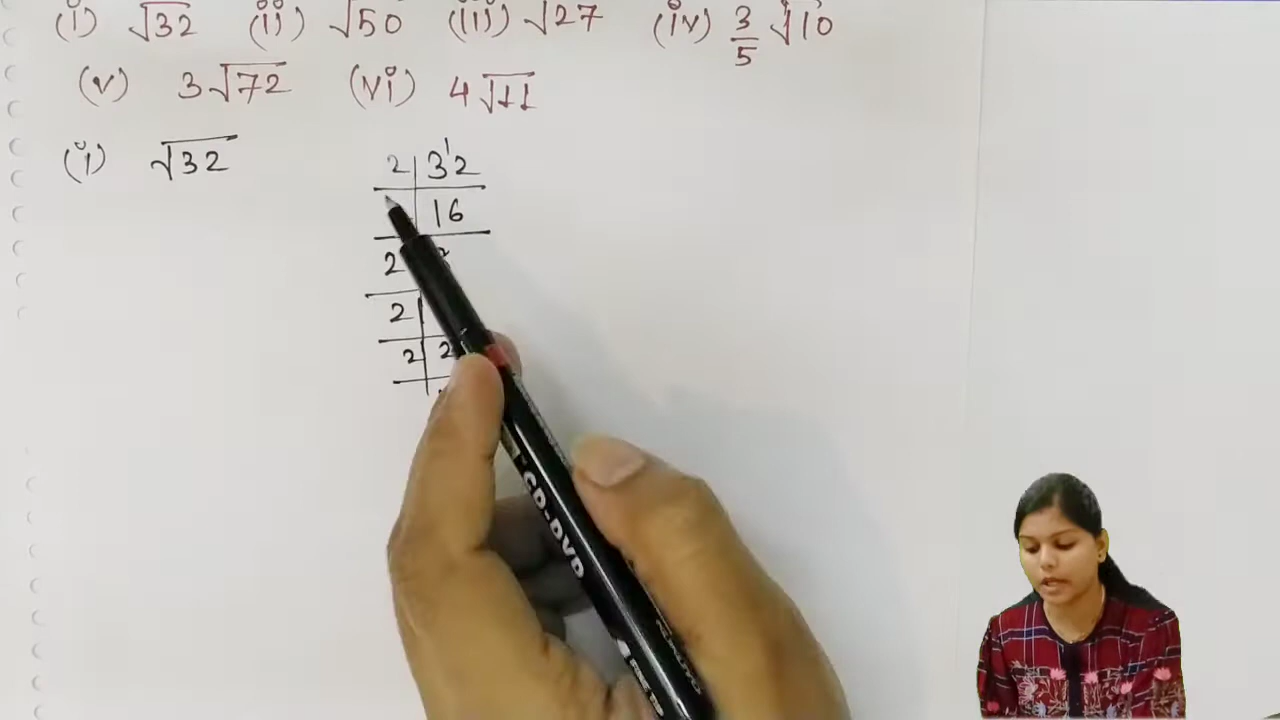 (i) √32 (ii) √50 (iii) √27 (iv) 3/5 √10
(v) 3√72 (vi) 4√11
(i) √32
2 | 32
16
2
2
2 | 2
CD-DVD